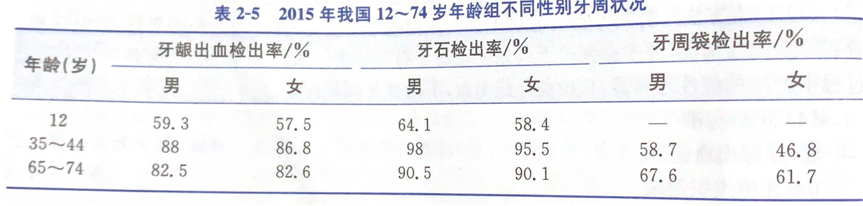 表 2-5 2015 年我国 12～74 岁年龄组不同性别牙周状况
年龄(岁) 牙龈出血检出率/% 牙石检出率/% 牙周袋检出率/%
男 女 男 女 男 女
12 59.3 57.5 64.1 58.4 — —
35～44 88 86.8 98 95.5 58.7 46.8
65～74 82.5 82.6 90.5 90.1 67.6 61.7